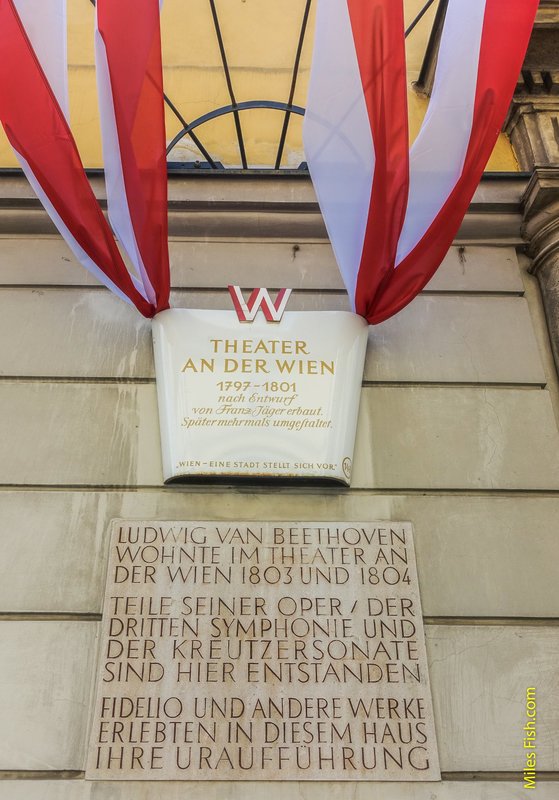 W
THEATER
AN DER WIEN
1797-1801
nach Entwurf
von Franz Jäger erbaut.
Später mehrmals umgestaltet.
"WIEN – EINE STADT STELLT SICH VOR"
LUDWIG VAN BEETHOVEN
WOHNTE IM THEATER AN
DER WIEN 1803 UND 1804
TEILE SEINER OPER / DER
DRITTEN SYMPHONIE UND
DER KREUTZERSONATE
SIND HIER ENTSTANDEN
FIDELIO UND ANDERE WERKE
ERLEBTEN IN DIESEM HAUS
IHRE URAUFFÜHRUNG
Miles Fish.com